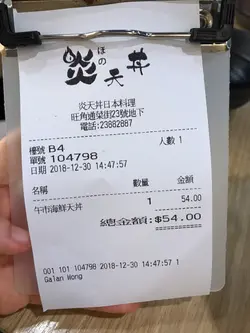 炎天丼
ほの
炎天丼日本料理
旺角通菜街23號地下
電話:23882887
檯號 B4
人數 1
單號 104798
日期 2018-12-30 14:47:57
名稱 數量 金額
午市海鮮天丼 1 54.00
總金額:$54.00
001 101 104798 2018-12-30 14:47:57 1
Galan Wong